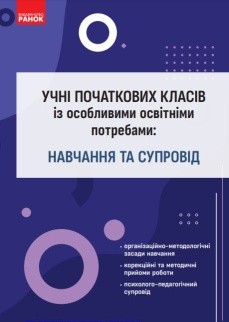 ВИДАВНИЦТВО
РАНОК
УЧНІ ПОЧАТКОВИХ КЛАСІВ
із особливими освітніми
потребами:
НАВЧАННЯ ТА СУПРОВІД
• організаційно-методологічні
засади навчання
• корекційні та методичні
прийоми роботи
• психолого-педагогічний
супровід